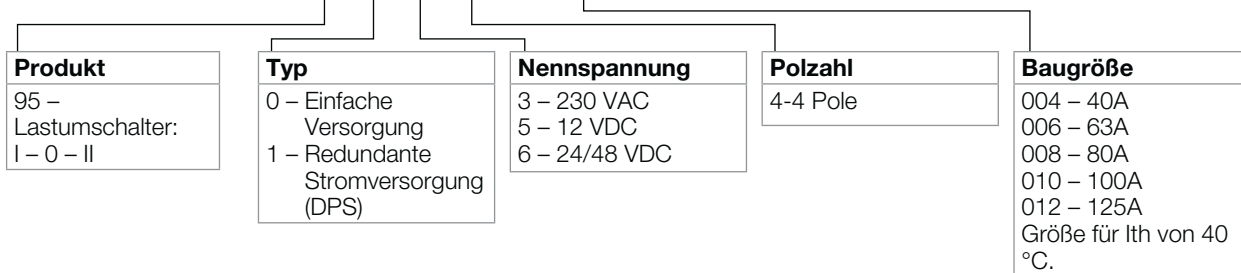 Produkt
95 –
Lastumschalter:
I – 0 – II
Typ
0 – Einfache
Versorgung
1 – Redundante
Stromversorgung
(DPS)
Nennspannung
3 – 230 VAC
5 – 12 VDC
6 – 24/48 VDC
Polzahl
4-4 Pole
Baugröße
004 – 40A
006 – 63A
008 – 80A
010 – 100A
012 – 125A
Größe für Ith von 40
°C.